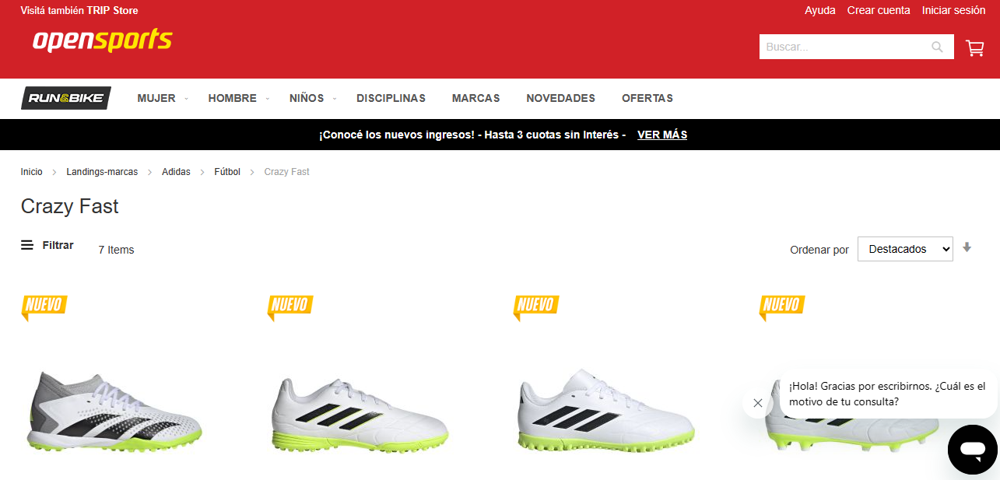 Visitá también TRIP Store
Ayuda Crear cuenta Iniciar sesión
opensports
Buscar...
RUN&BIKE MUJER HOMBRE NIÑOS DISCIPLINAS MARCAS NOVEDADES OFERTAS
¡Conocé los nuevos ingresos! - Hasta 3 cuotas sin Interés - VER MÁS
Inicio Landings-marcas Adidas Fútbol Crazy Fast
Crazy Fast
Filtrar 7 Items Ordenar por Destacados
NUEVO NUEVO NUEVO NUEVO
¡Hola! Gracias por escribirnos. ¿Cuál es el
motivo de tu consulta?